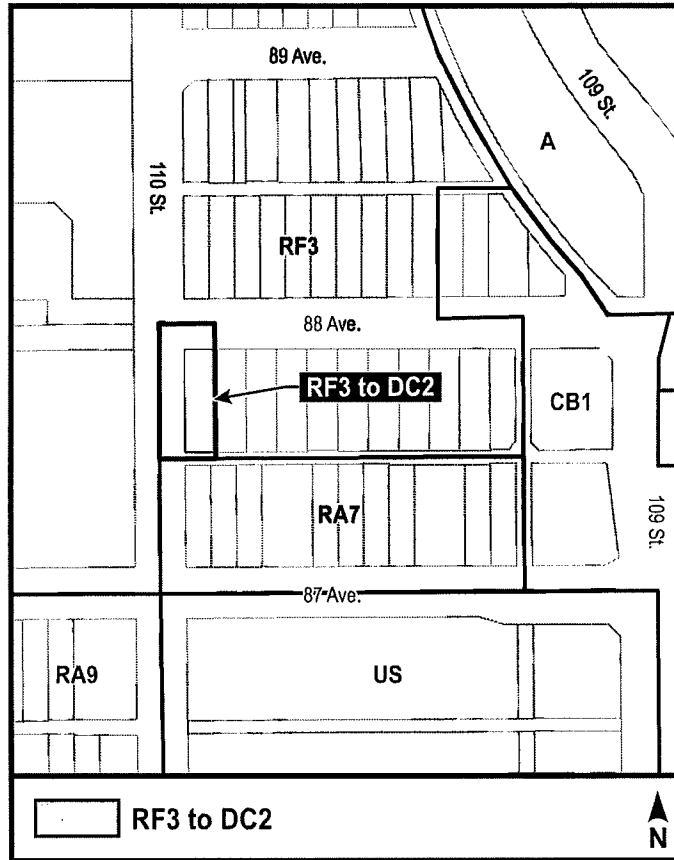 89 Ave.
109 St.
A
110 St.
RF3
88 Ave.
RF3 to DC2
CB1
RA7
109 St.
87 Ave.
RA9
US
RF3 to DC2
N